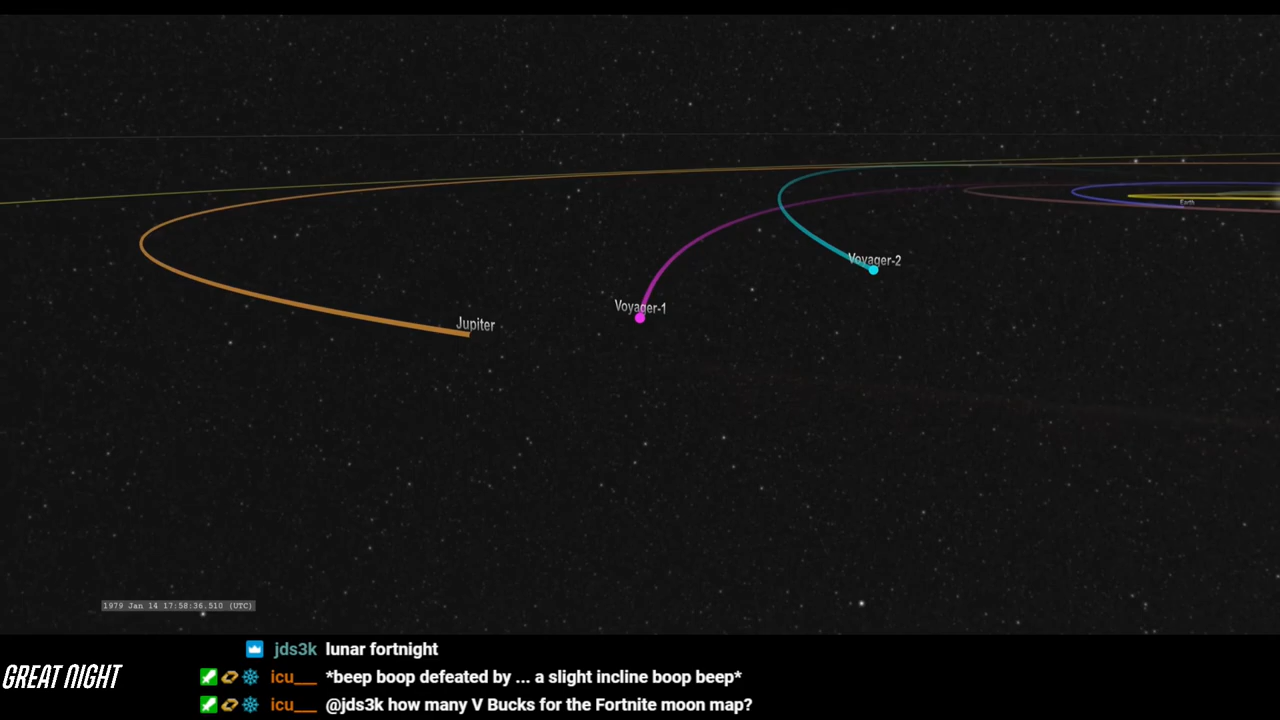 Earth
Voyager-2
Voyager-1
Jupiter
1979 Jan 14 17:58:36.510 (UTC)
jds3k lunar fortnight
GREAT NIGHT
icu___ *beep boop defeated by ... a slight incline boop beep*
icu___ @jds3k how many V Bucks for the Fortnite moon map?